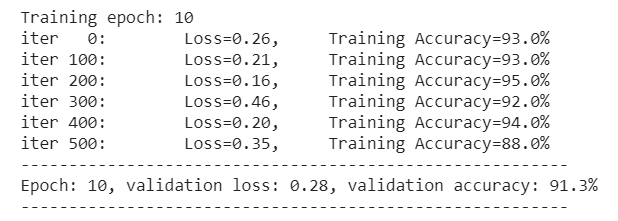 Training epoch: 10
iter   0:        Loss=0.26,     Training Accuracy=93.0%
iter 100:        Loss=0.21,     Training Accuracy=93.0%
iter 200:        Loss=0.16,     Training Accuracy=95.0%
iter 300:        Loss=0.46,     Training Accuracy=92.0%
iter 400:        Loss=0.20,     Training Accuracy=94.0%
iter 500:        Loss=0.35,     Training Accuracy=88.0%
---------------------------------------------------------
Epoch: 10, validation loss: 0.28, validation accuracy: 91.3%
---------------------------------------------------------